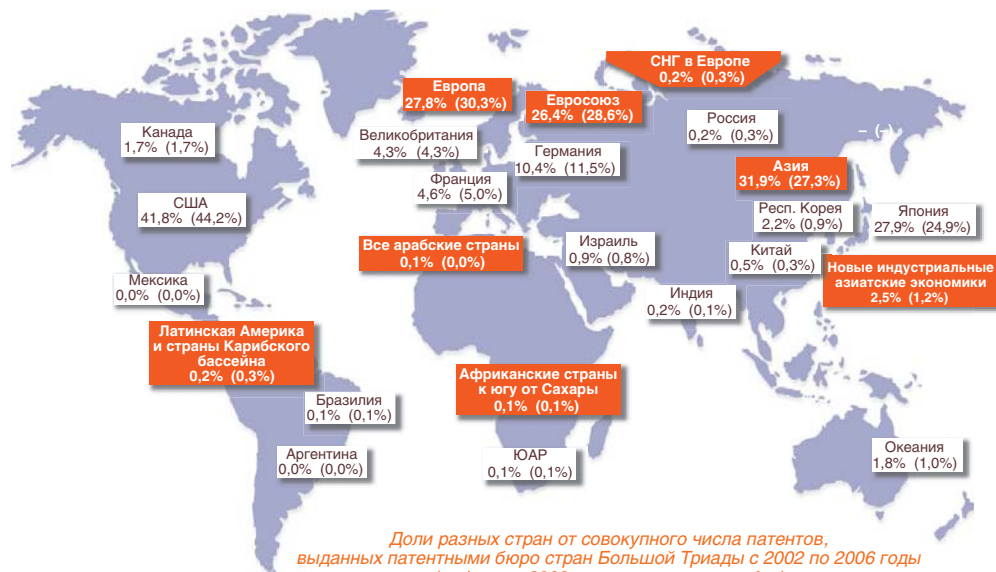 СНГ в Европе
0,2% (0,3%)
Европа
27,8% (30,3%)
Евросоюз
26,4% (28,6%)
Россия
0,2% (0,3%)
– (–)
Канада
1,7% (1,7%)
Великобритания
4,3% (4,3%)
Германия
10,4% (11,5%)
Азия
31,9% (27,3%)
Франция
4,6% (5,0%)
США
41,8% (44,2%)
Респ. Корея
2,2% (0,9%)
Япония
27,9% (24,9%)
Все арабские страны
0,1% (0,0%)
Израиль
0,9% (0,8%)
Китай
0,5% (0,3%)
Новые индустриальные
азиатские экономики
2,5% (1,2%)
Мексика
0,0% (0,0%)
Индия
0,2% (0,1%)
Латинская Америка
и страны Карибского
бассейна
0,2% (0,3%)
Африканские страны
к югу от Сахары
0,1% (0,1%)
Бразилия
0,1% (0,1%)
Аргентина
0,0% (0,0%)
ЮАР
0,1% (0,1%)
Океания
1,8% (1,0%)
Доли разных стран от совокупного числа патентов,
выданных патентными бюро стран Большой Триады с 2002 по 2006 годы